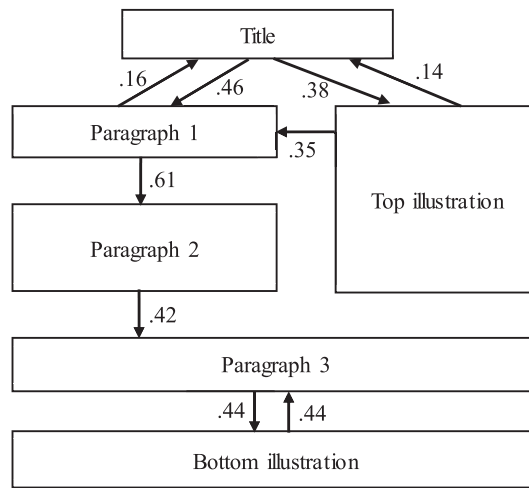 Title
.16
.46
.38
.14
Paragraph 1
.35
.61
Top illustration
Paragraph 2
.42
Paragraph 3
.44
.44
Bottom illustration